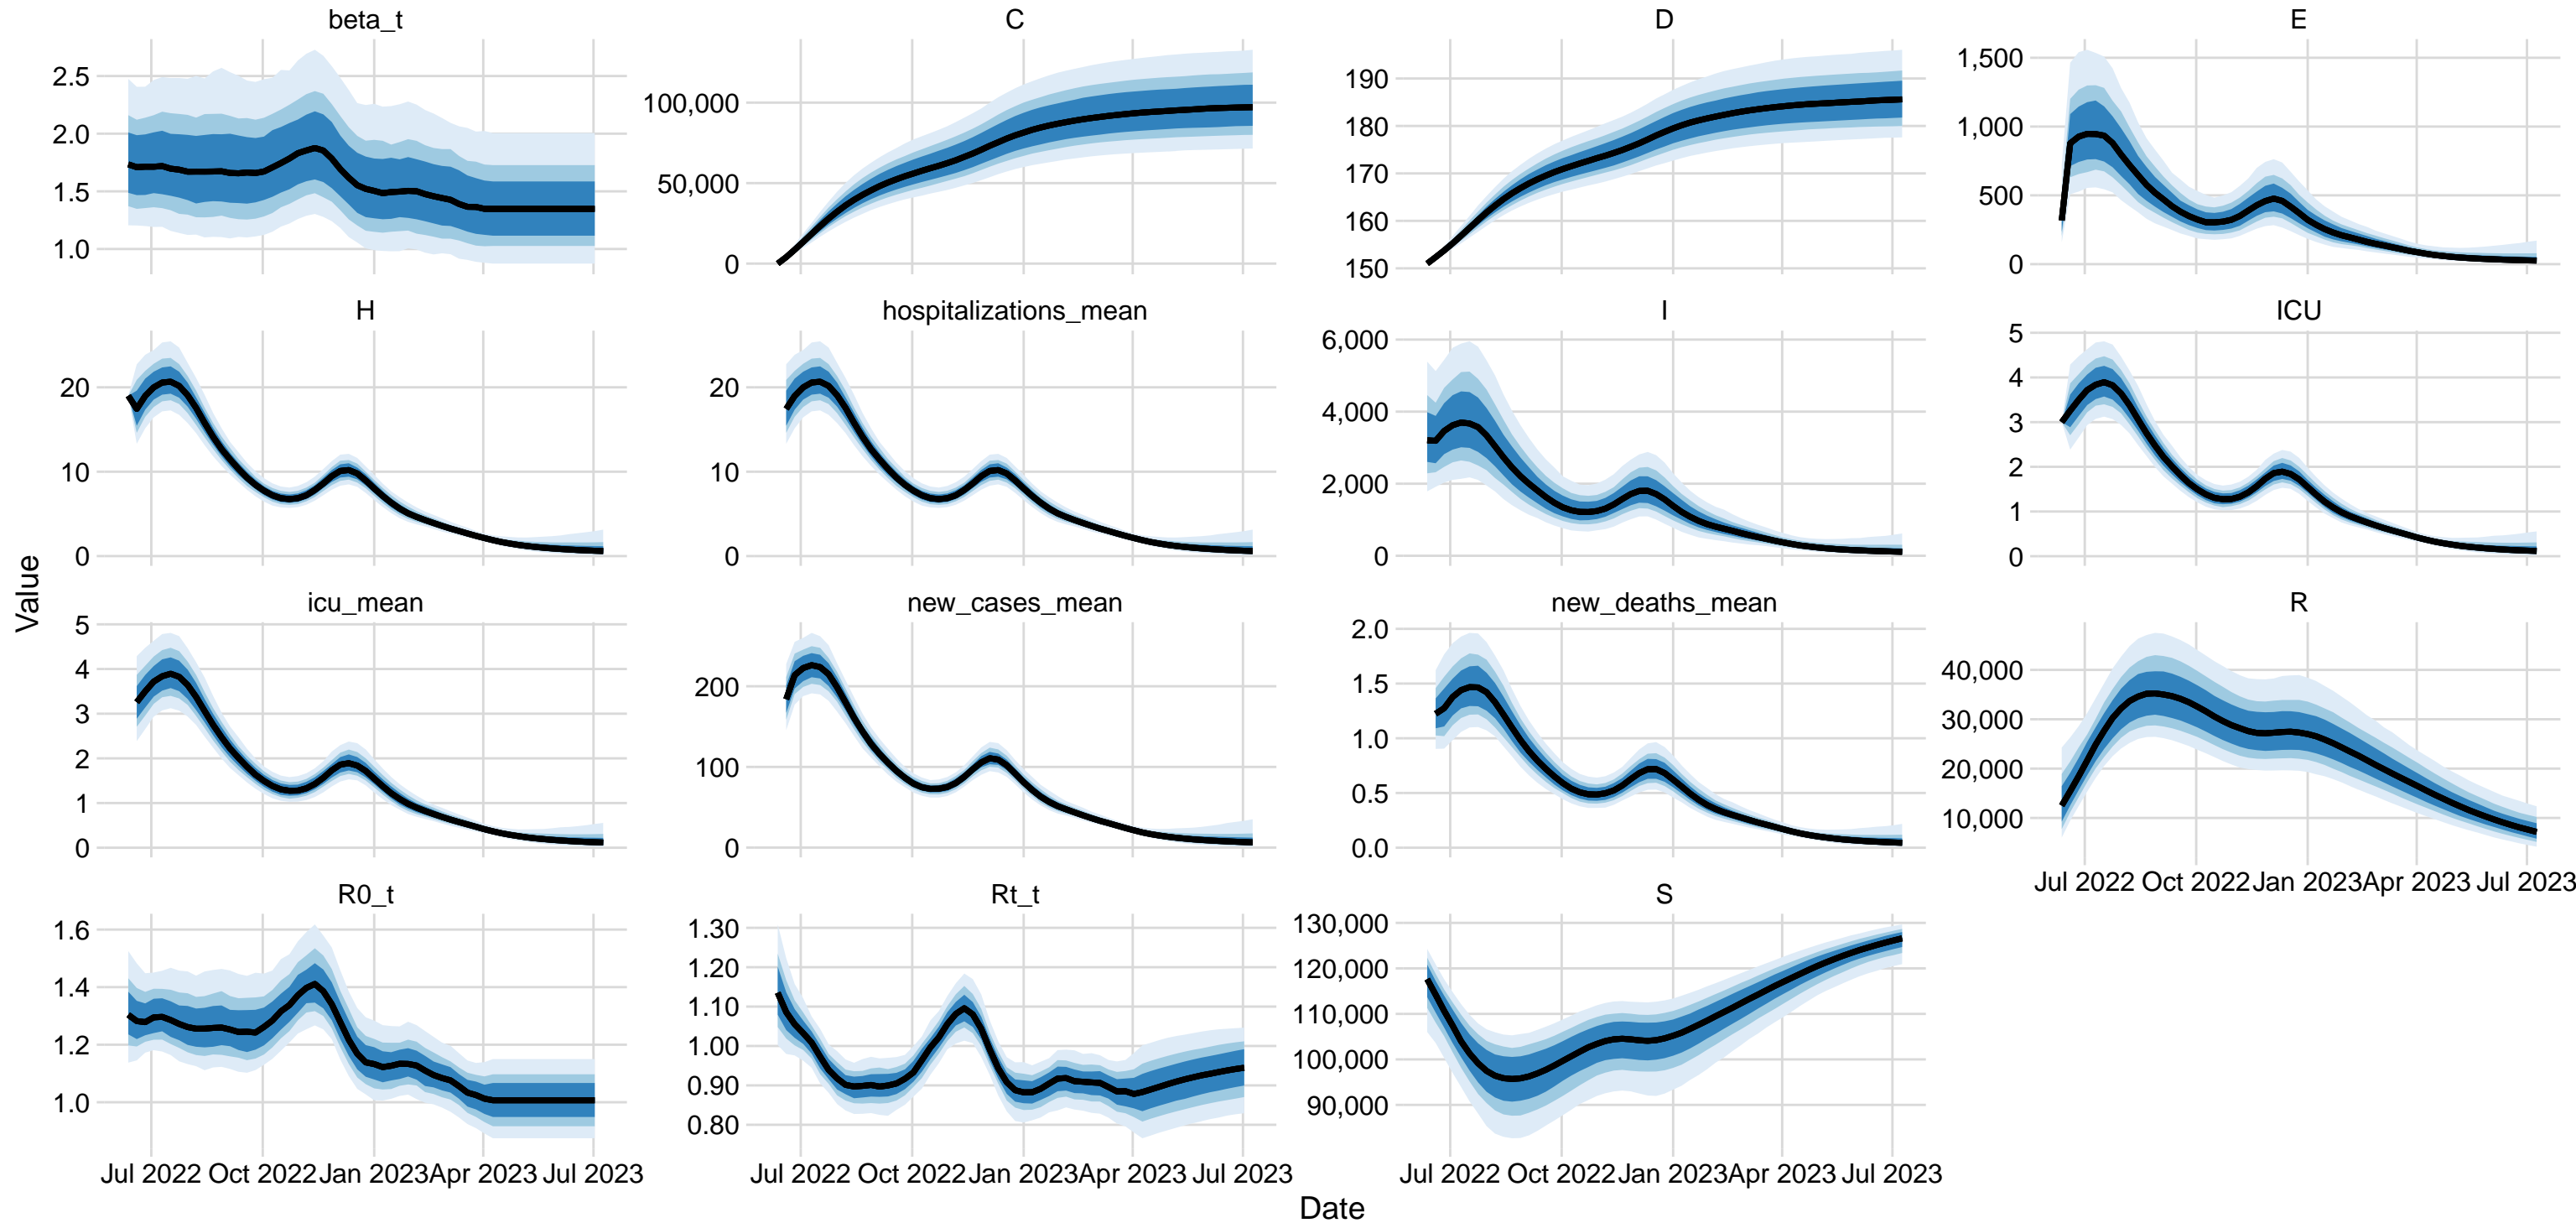 beta_t C D E
2.5 100,000 190 1,500
2.0 180 1,000
1.5 50,000 170 500
1.0 160
0 150 0
H hospitalizations_mean I ICU
20 20 6,000 5
10 10 4,000 4
0 0 2,000 3
0 2
1
0
Value
icu_mean new_cases_mean new_deaths_mean R
5 200 2.0 40,000
4 100 1.5 30,000
3 0 1.0 20,000
2 0.5 10,000
1 0.0
0
Jul 2022 Oct 2022 Jan 2023 Apr 2023 Jul 2023
R0_t Rt_t S
1.6 1.30 130,000
1.4 1.20 120,000
1.2 1.10 110,000
1.0 1.00 100,000
0.90 90,000
0.80
Jul 2022 Oct 2022 Jan 2023 Apr 2023 Jul 2023 Jul 2022 Oct 2022 Jan 2023 Apr 2023 Jul 2023 Jul 2022 Oct 2022 Jan 2023 Apr 2023 Jul 2023
Date